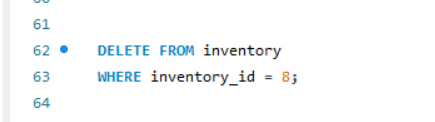 61
62 DELETE FROM inventory
63 WHERE inventory_id = 8;
64